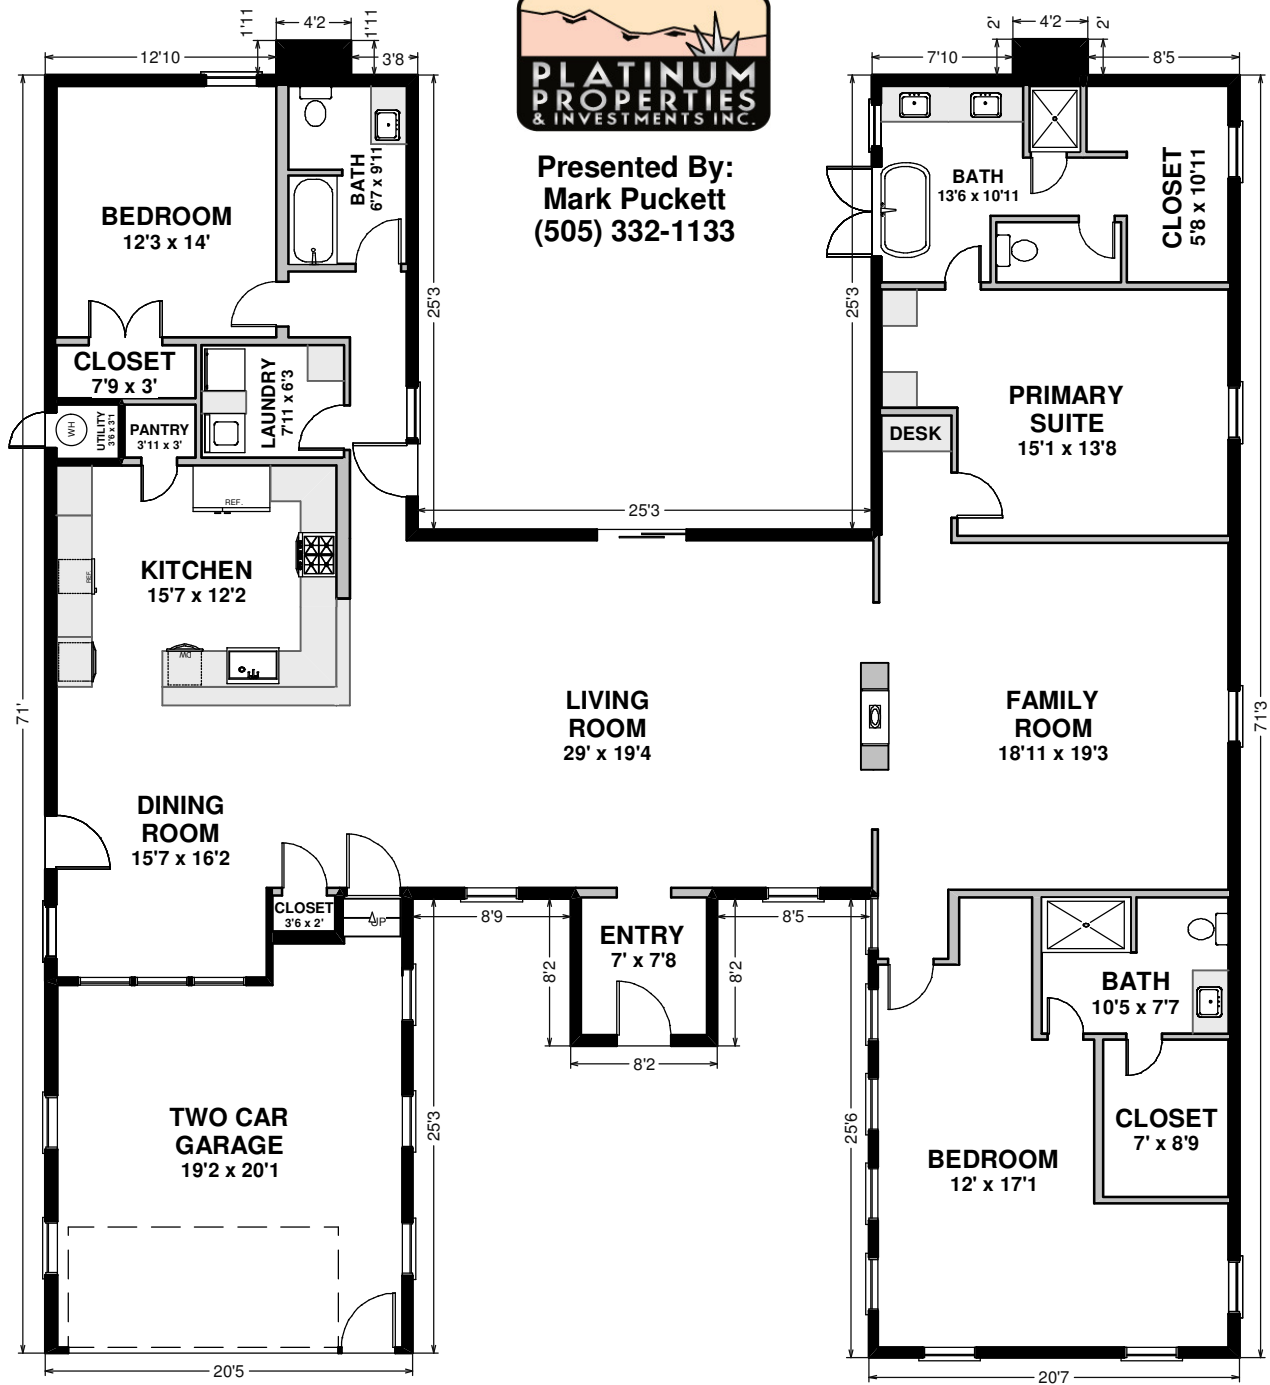 1'11
4'2
1'11
12'10
3'8
PLATINUM
PROPERTIES
& INVESTMENTS INC.
Presented By:
Mark Puckett
(505) 332-1133
2'
4'2
2'
7'10
8'5
BEDROOM
12'3 x 14'
BATH
6'7 x 9'11
BATH
13'6 x 10'11
CLOSET
5'8 x 10'11
25'3
25'3
CLOSET
7'9 x 3'
LAUNDRY
7'11 x 6'3
WH
UTILITY
3'6 x 3'1
PANTRY
3'11 x 3'
PRIMARY
SUITE
15'1 x 13'8
DESK
REF.
25'3
KITCHEN
15'7 x 12'2
REF.
DW
71'
LIVING
ROOM
29' x 19'4
FAMILY
ROOM
18'11 x 19'3
71'3
DINING
ROOM
15'7 x 16'2
CLOSET
3'6 x 2'
UP
8'9
8'5
ENTRY
7' x 7'8
8'2
8'2
8'2
BATH
10'5 x 7'7
TWO CAR
GARAGE
19'2 x 20'1
25'3
25'6
CLOSET
7' x 8'9
BEDROOM
12' x 17'1
20'5
20'7